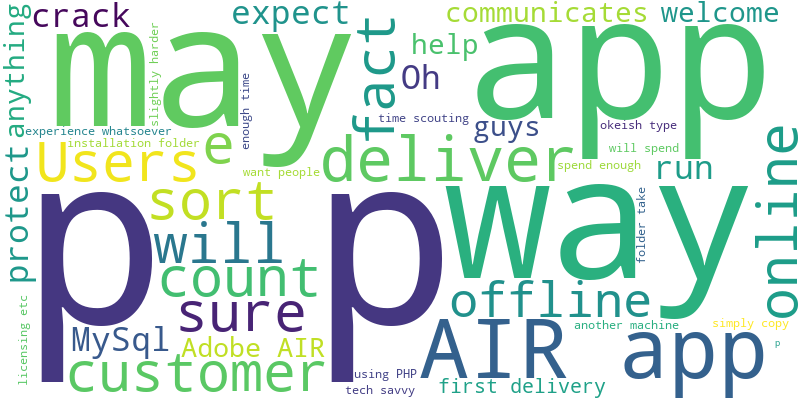 crack
expect
communicates
welcome
anything
may
slightly harder
fact
help
app
Oh
enough time
time scouting
guys
okeish type
experience whatsoever
installation folder
e
Users
deliver
will spend
spend enough
run
want people
online
protect
p
sort
p
way
folder take
will
count
offline
sure
licensing etc
MySql
Adobe AIR
AIR
another machine
simply copy
app
p
customer
using PHP
tech savvy
first delivery